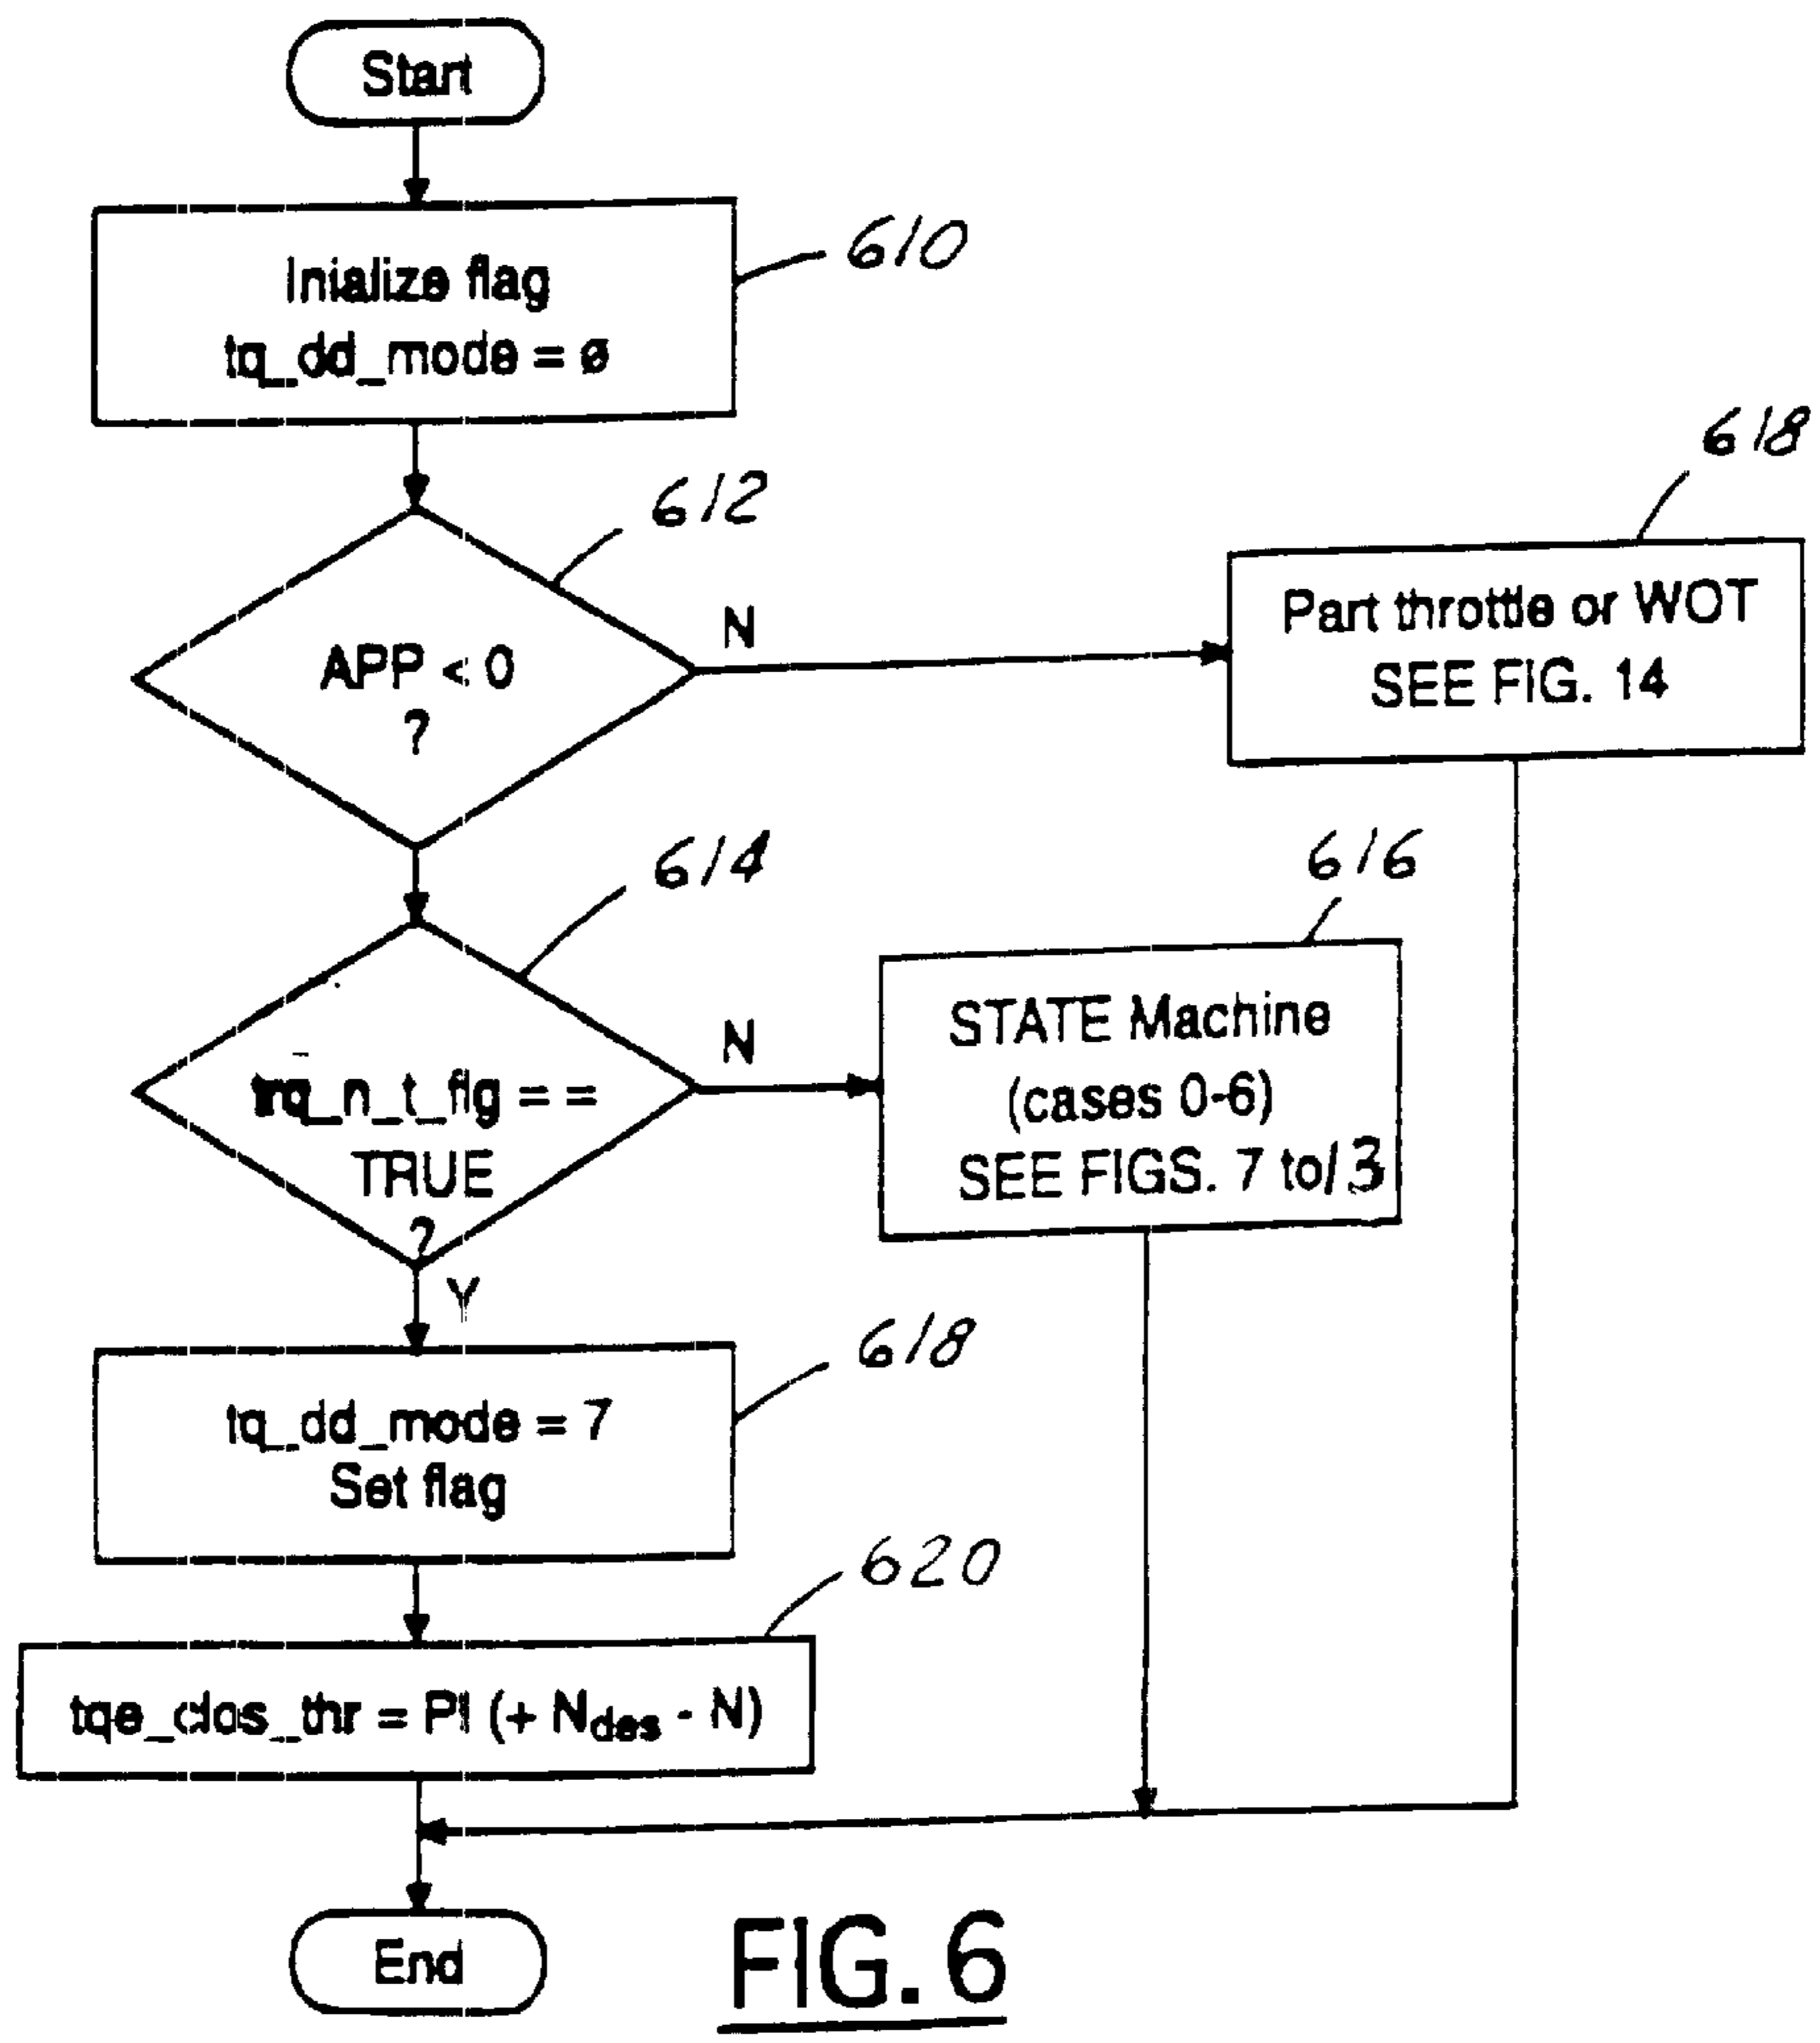 Start
Inialize flag
tq_dd_mode = ø
610
612
APP < 0
?
N
618
Part throttle or WOT
SEE FIG. 14
614
trq_n_t_flg = =
TRUE
?
N
616
STATE Machine
(cases 0-6)
SEE FIGS. 7 to 13
Y
618
tq_dd_mode = 7
Set flag
620
tqe_clos_thr = PI (+ Ndes - N)
End
FIG. 6